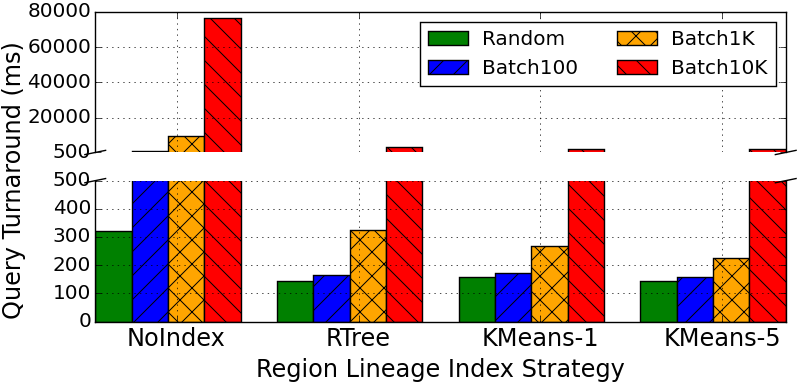 80000
60000
40000
20000
500
500
400
300
200
100
0
Query Turnaround (ms)
Random
Batch100
Batch1K
Batch10K
NoIndex
RTree
KMeans-1
KMeans-5
Region Lineage Index Strategy